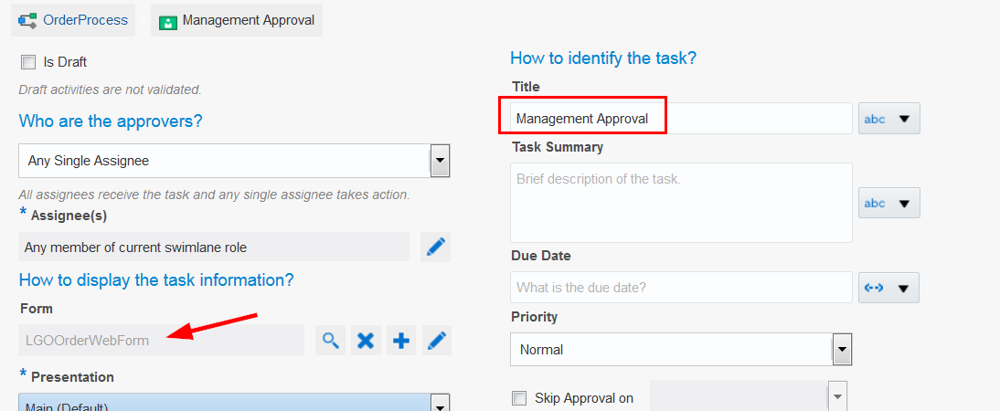 OrderProcess
Management Approval
Is Draft
Draft activities are not validated.
Who are the approvers?
Any Single Assignee
All assignees receive the task and any single assignee takes action.
* Assignee(s)
Any member of current swimlane role
How to display the task information?
Form
LGOOrderWebForm
* Presentation
Main (Default)
How to identify the task?
Title
Management Approval
abc
Task Summary
Brief description of the task.
abc
Due Date
What is the due date?
Priority
Normal
Skip Approval on